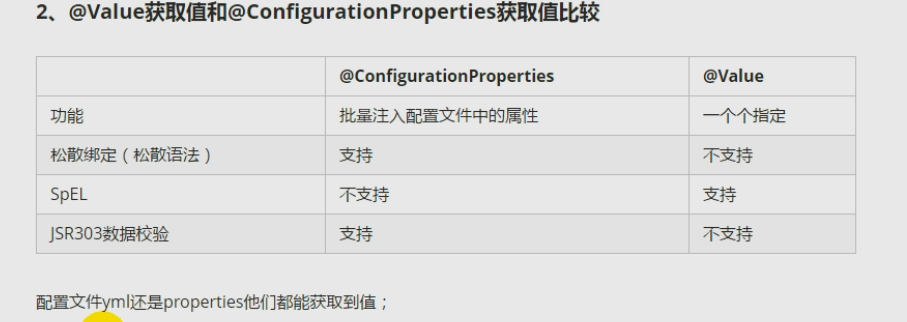 2、@Value获取值和@ConfigurationProperties获取值比较
@ConfigurationProperties @Value
功能 批量注入配置文件中的属性 一个个指定
松散绑定（松散语法） 支持 不支持
SpEL 不支持 支持
JSR303数据校验 支持 不支持
配置文件yml还是properties他们都能获取到值；